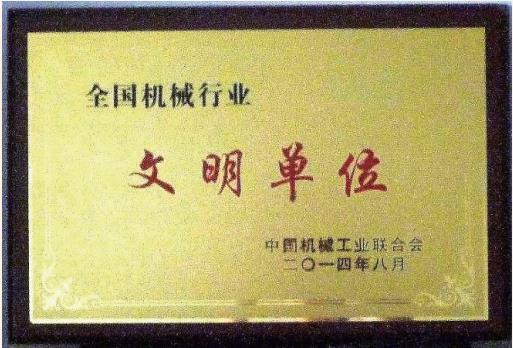 全国机械行业
文明单位
中国机械工业联合会
二〇一四年八月